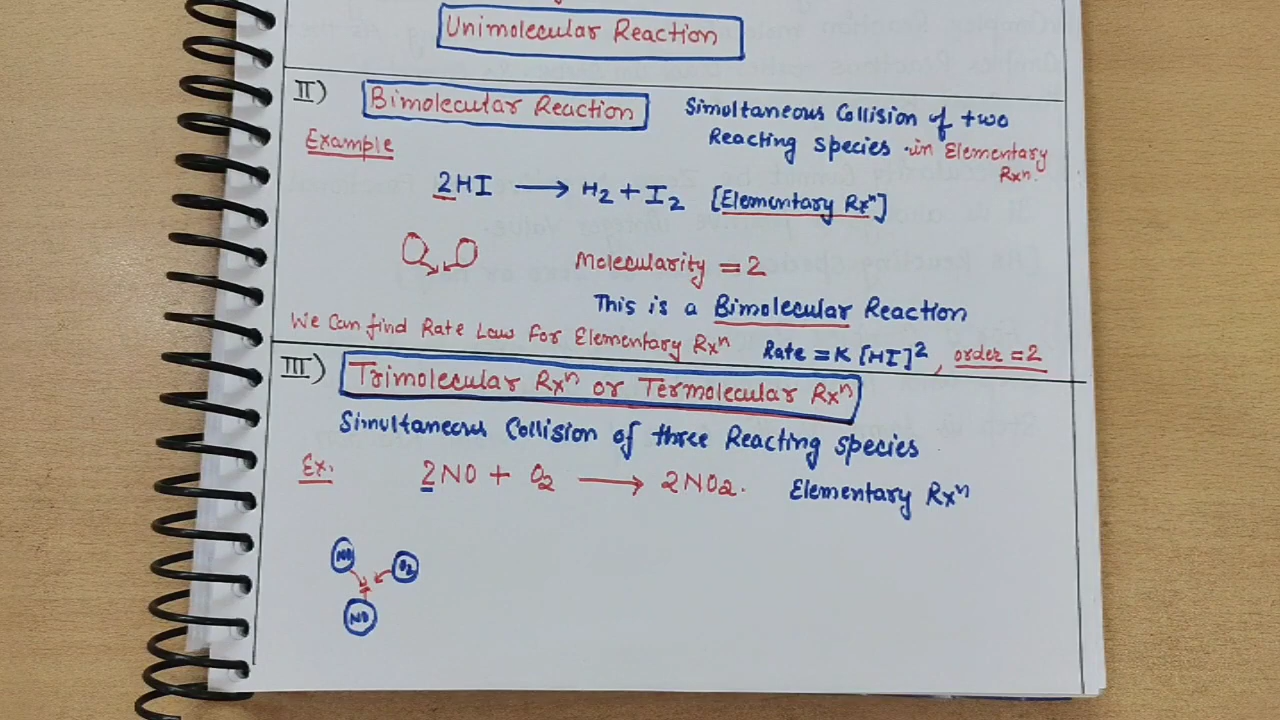 Unimolecular Reaction
II) Bimolecular Reaction
Simultaneous Collision of two
Reacting species in Elementary
Rxn.
Example
2HI → H₂ + I₂ [Elementary Rxⁿ]
Molecularity = 2
This is a Bimolecular Reaction
We Can find Rate Law For Elementary Rxⁿ Rate = K [HI]², order = 2
III) Trimolecular Rxⁿ or Termolecular Rxⁿ
Simultaneous Collision of three Reacting species
Ex. 2NO + O₂ → 2NO₂. Elementary Rxⁿ
NO O₂
NO